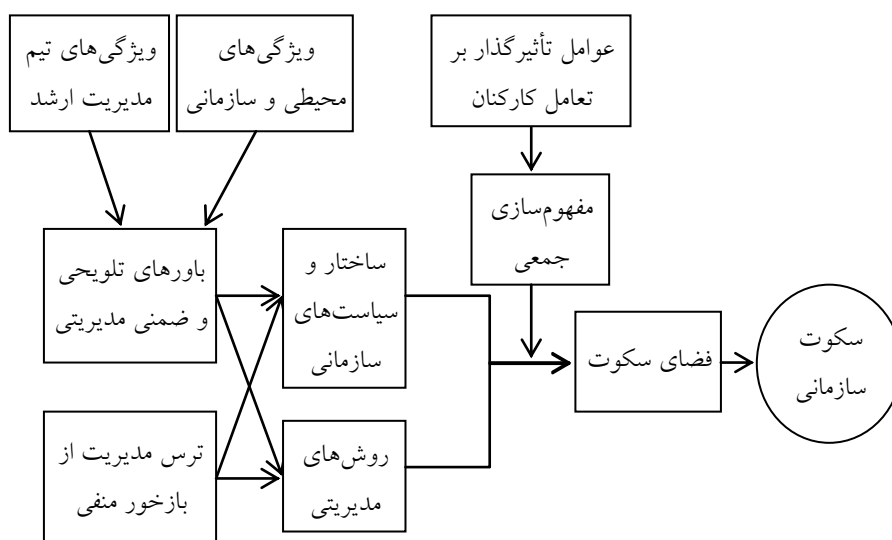 ویژگی‌های تیم
مدیریت ارشد
ویژگی‌های
محیطی و سازمانی
عوامل تأثیرگذار بر
تعامل کارکنان
مفهوم‌سازی
جمعی
باورهای تلویحی
و ضمنی مدیریتی
ساختار و
سیاست‌های
سازمانی
فضای سکوت
سکوت
سازمانی
ترس مدیریت از
بازخور منفی
روش‌های
مدیریتی